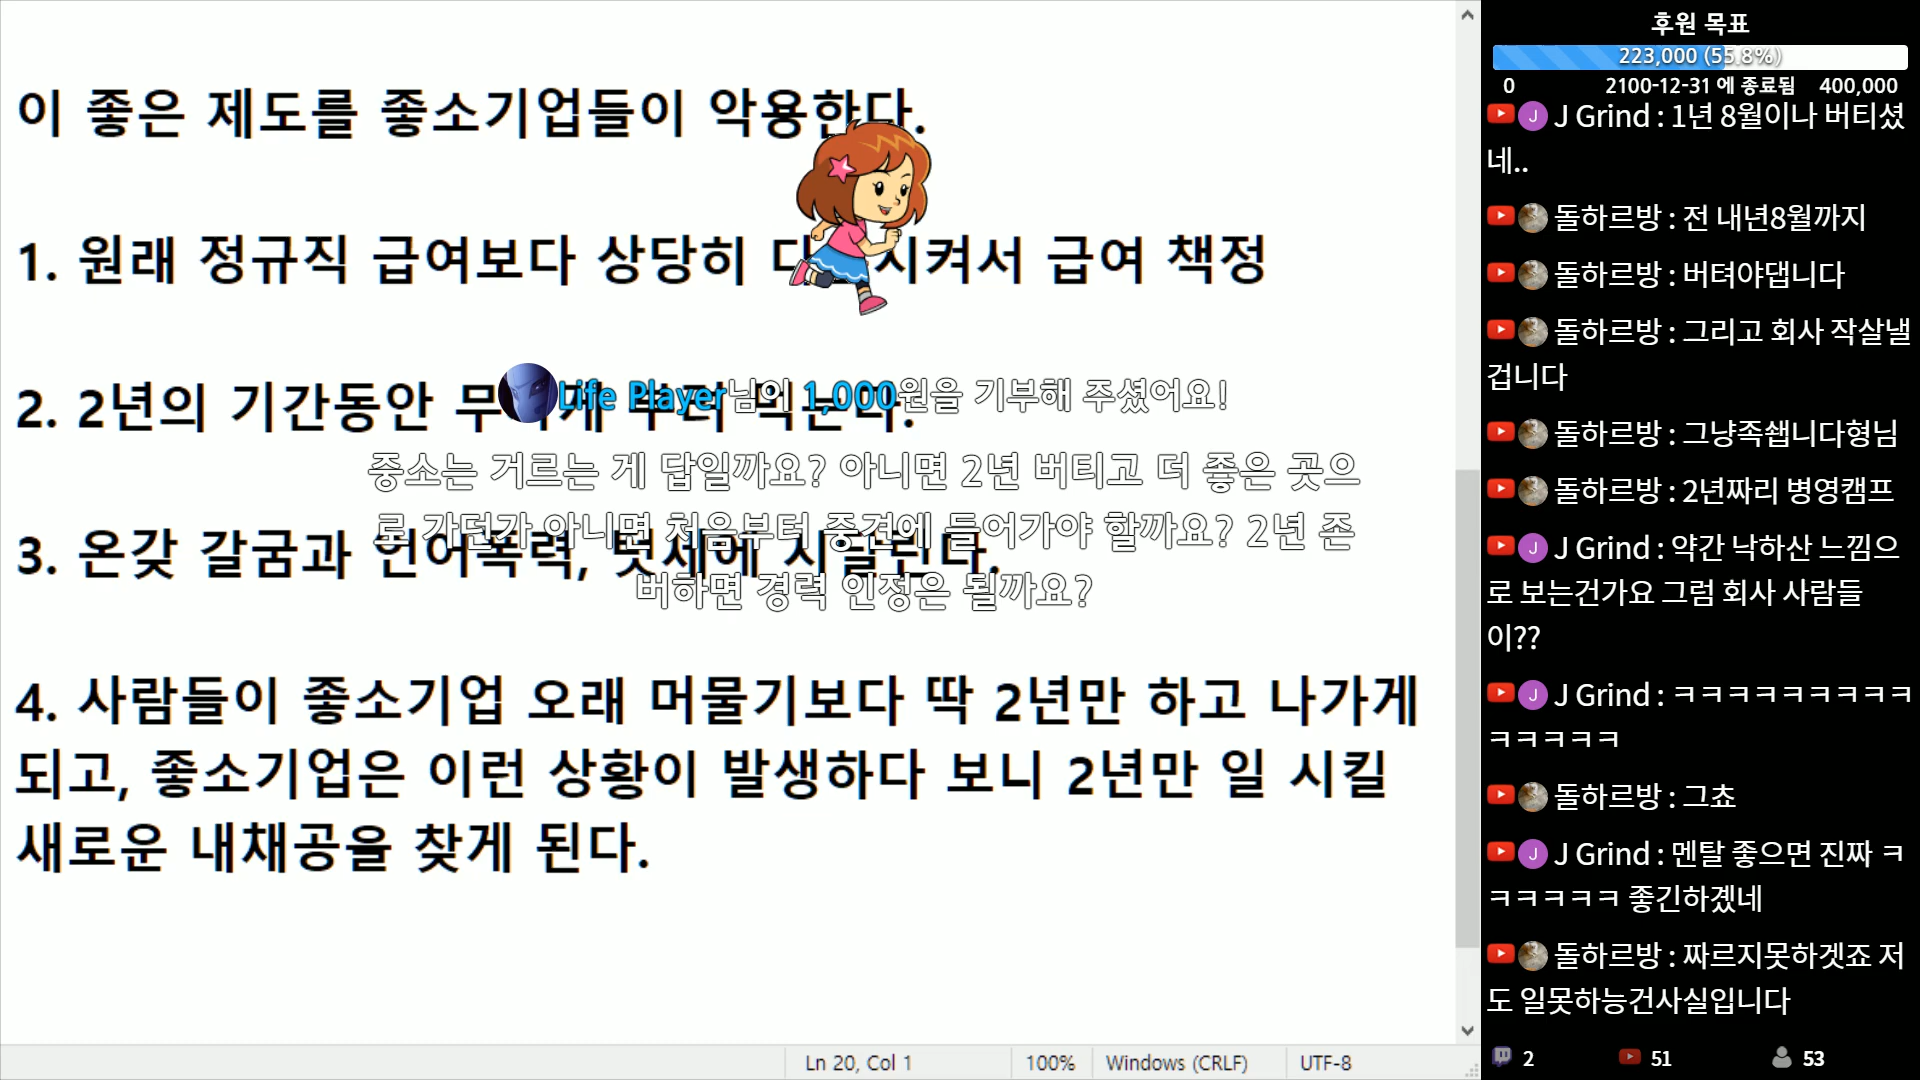 이 좋은 제도를 좋소기업들이 악용한다.
1. 원래 정규직 급여보다 상당히 시켜서 급여 책정
2. 2년의 기간동안
3. 온갖 갈굼과 언어폭력, 텃세에 시달린다.
4. 사람들이 좋소기업 오래 머물기보다 딱 2년만 하고 나가게
되고, 좋소기업은 이런 상황이 발생하다 보니 2년만 일 시킬
새로운 내채공을 찾게 된다.
Life Player님이 1,000원을 기부해 주셨어요!
중소는 거르는 게 답일까요? 아니면 2년 버티고 더 좋은 곳으
로 가던가 아니면 처음부터 중견에 들어가야 할까요? 2년 존
버하면 경력 인정은 될까요?
Ln 20, Col 1
100%
Windows (CRLF)
UTF-8
후원 목표
223,000 (55.8%)
0 2100-12-31 에 종료됨 400,000
J J Grind : 1년 8월이나 버티셨
네..
돌하르방 : 전 내년8월까지
돌하르방 : 버텨야댑니다
돌하르방 : 그리고 회사 작살낼
겁니다
돌하르방 : 그냥족쇕니다형님
돌하르방 : 2년짜리 병영캠프
J J Grind : 약간 낙하산 느낌으
로 보는건가요 그럼 회사 사람들
이??
J J Grind : ㅋㅋㅋㅋㅋㅋㅋㅋㅋ
ㅋㅋㅋㅋㅋ
돌하르방 : 그쵸
J J Grind : 멘탈 좋으면 진짜 ㅋ
ㅋㅋㅋㅋㅋ 좋긴하겠네
돌하르방 : 짜르지못하겟죠 저
도 일못하능건사실입니다
2 51 53